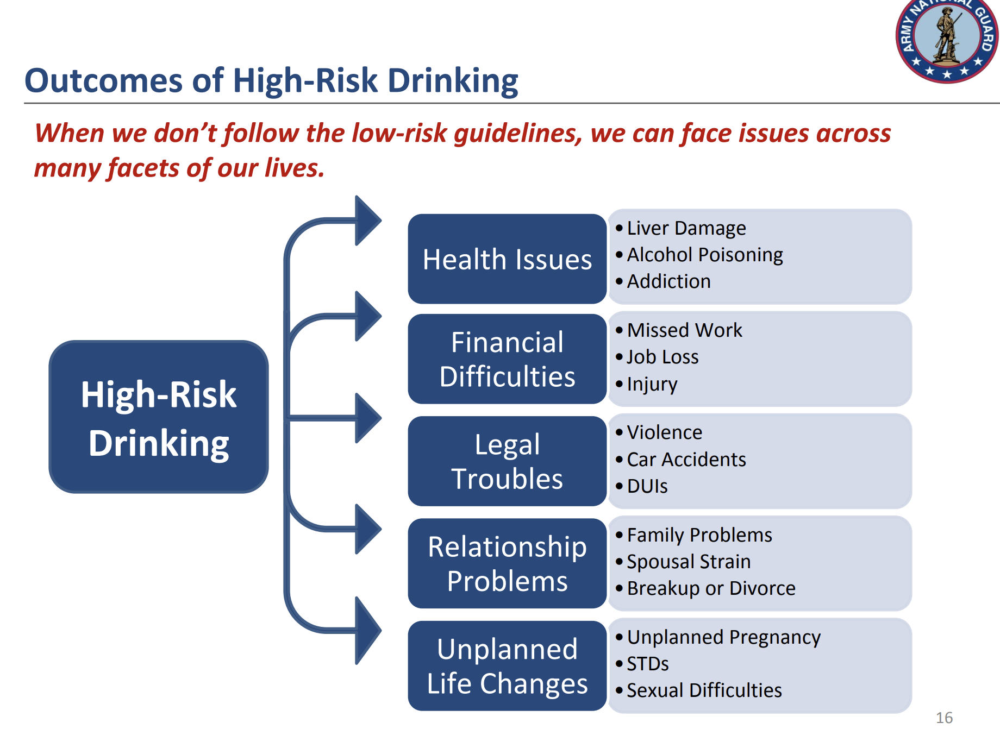 ARMY NATIONAL GUARD
Outcomes of High-Risk Drinking
When we don’t follow the low-risk guidelines, we can face issues across
many facets of our lives.
High-Risk
Drinking
Health Issues
• Liver Damage
• Alcohol Poisoning
• Addiction
Financial
Difficulties
• Missed Work
• Job Loss
• Injury
Legal
Troubles
• Violence
• Car Accidents
• DUIs
Relationship
Problems
• Family Problems
• Spousal Strain
• Breakup or Divorce
Unplanned
Life Changes
• Unplanned Pregnancy
• STDs
• Sexual Difficulties
16